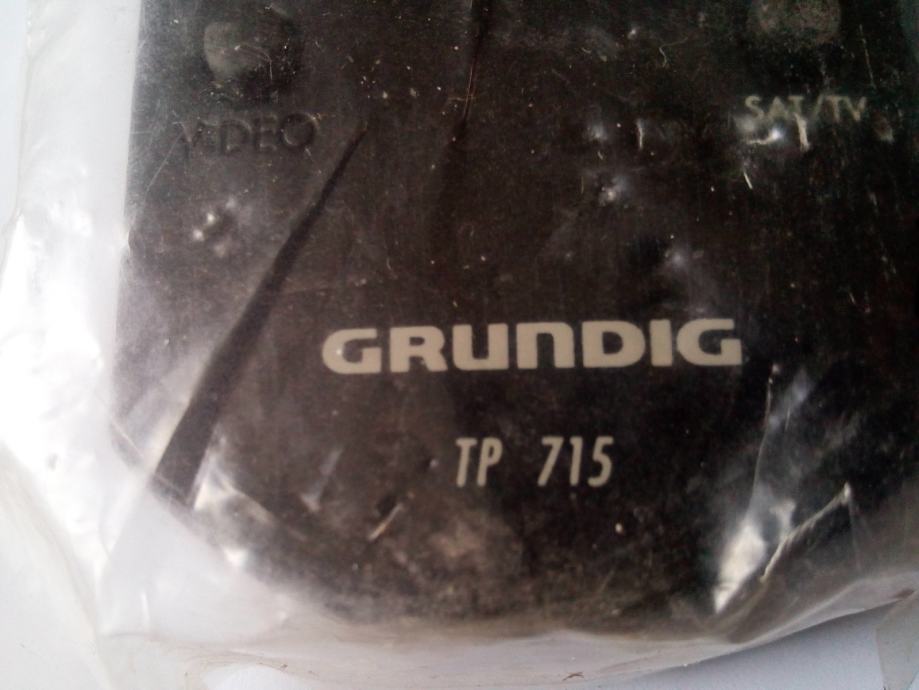 VIDEO
SAT/TV
GRUNDIG
TP 715